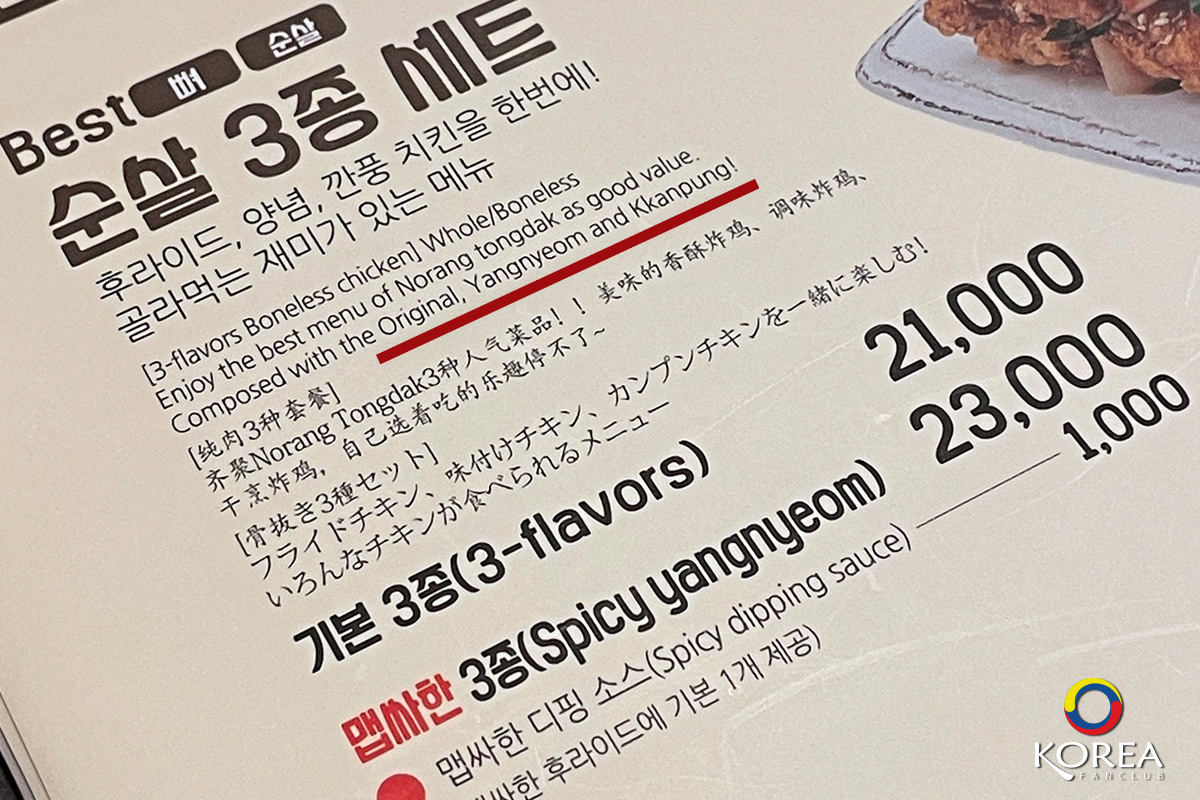 Best 뼈 순살
순살 3종 세트
후라이드, 양념, 깐풍 치킨을 한번에!
골라먹는 재미가 있는 메뉴
[3-flavors Boneless chicken] Whole/Boneless
Enjoy the best menu of Norang tongdak as good value.
Composed with the Original, Yangnyeom and Kkanpung!
[纯肉3种套餐]
齐聚Norang Tongdak3种人气菜品！！美味的香酥炸鸡、调味炸鸡、
干烹炸鸡，自己选着吃的乐趣停不了~
[骨抜き3種セット]
フライドチキン、味付けチキン、カンプンチキンを一緒に楽しむ!
いろんなチキンが食べられるメニュー
기본 3종(3-flavors) 21,000
맵싸한 3종(Spicy yangnyeom) 23,000
맵싸한 디핑 소스(Spicy dipping sauce) 1,000
후라이드에 기본 1개 제공)
KOREA
FANCLUB